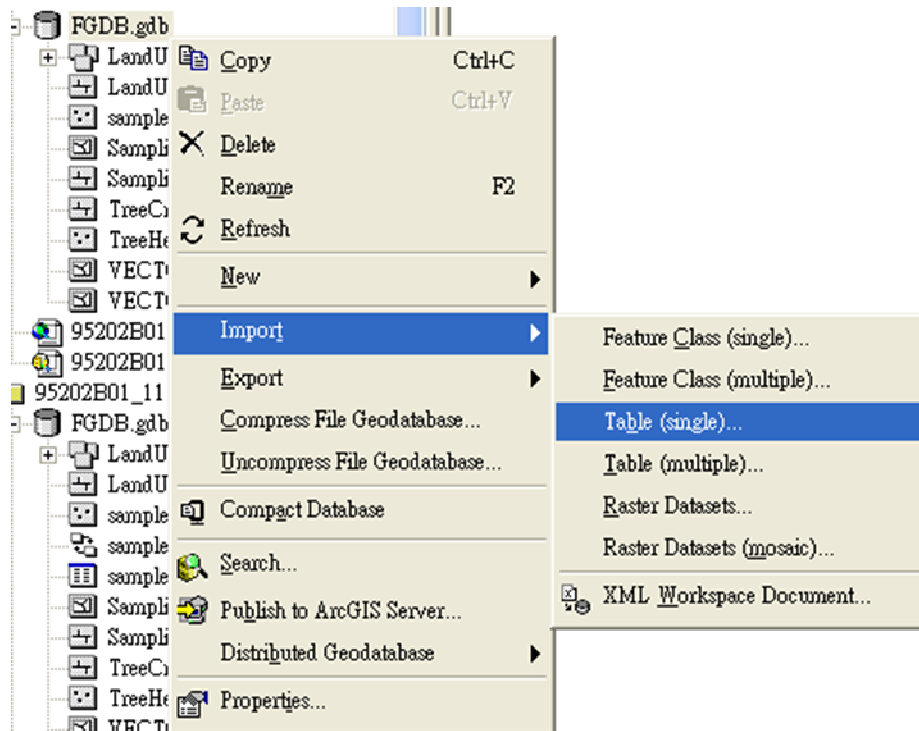 FGDB.gdb
LandU
LandU
sample
Sampli
Sampli
TreeC
TreeHe
VECT
VECT
95202B01
95202B01
95202B01_11
FGDB.gdb
LandU
LandU
sample
sample
sample
Sampli
Sampli
TreeC
TreeHe
VECT
Copy Ctrl+C
Paste Ctrl+V
Delete
Rename F2
Refresh
New
Import
Export
Compress File Geodatabase...
Uncompress File Geodatabase...
Compact Database
Search...
Publish to ArcGIS Server...
Distributed Geodatabase
Properties...
Feature Class (single)...
Feature Class (multiple)...
Table (single)...
Table (multiple)...
Raster Datasets...
Raster Datasets (mosaic)...
XML Workspace Document...